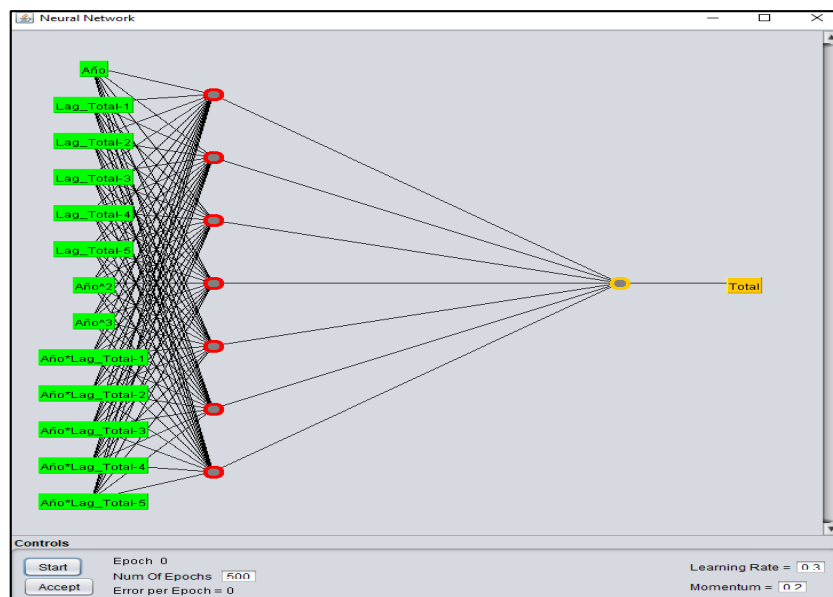 Neural Network
Año
Lag_Total-1
Lag_Total-2
Lag_Total-3
Lag_Total-4
Lag_Total-5
Año^2
Año^3
Año*Lag_Total-1
Año*Lag_Total-2
Año*Lag_Total-3
Año*Lag_Total-4
Año*Lag_Total-5
Total
Controls
Start
Accept
Epoch 0
Num Of Epochs 500
Error per Epoch = 0
Learning Rate = 0.3
Momentum = 0.2